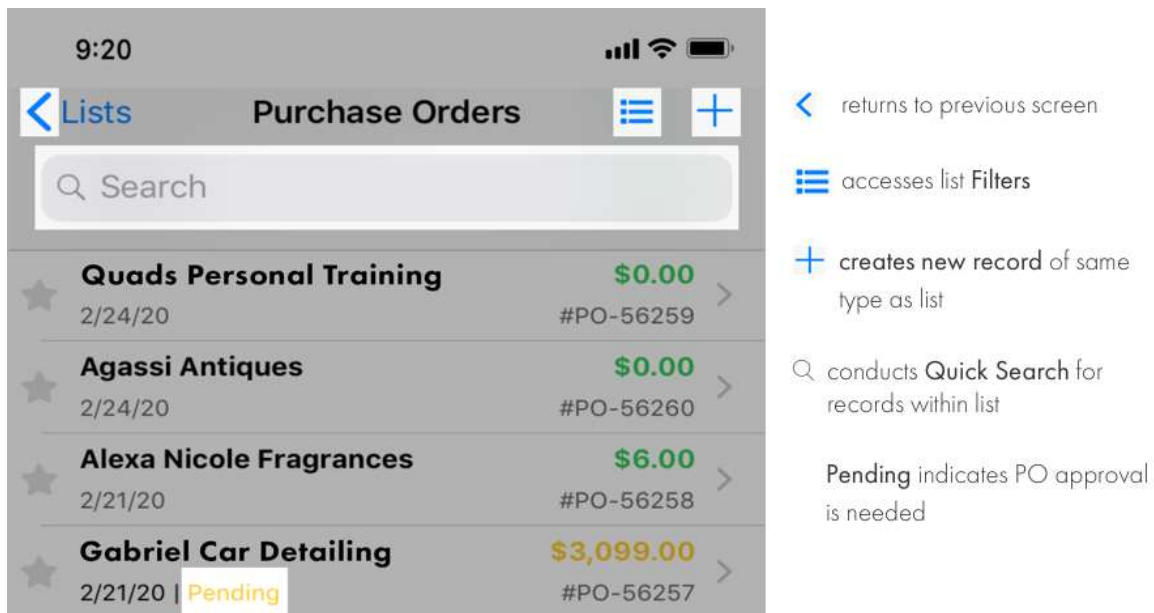 9:20
Lists Purchase Orders
Search
Quads Personal Training $0.00
2/24/20 #PO-56259
Agassi Antiques $0.00
2/24/20 #PO-56260
Alexa Nicole Fragrances $6.00
2/21/20 #PO-56258
Gabriel Car Detailing $3,099.00
2/21/20 | Pending #PO-56257
returns to previous screen
accesses list Filters
creates new record of same
type as list
conducts Quick Search for
records within list
Pending indicates PO approval
is needed